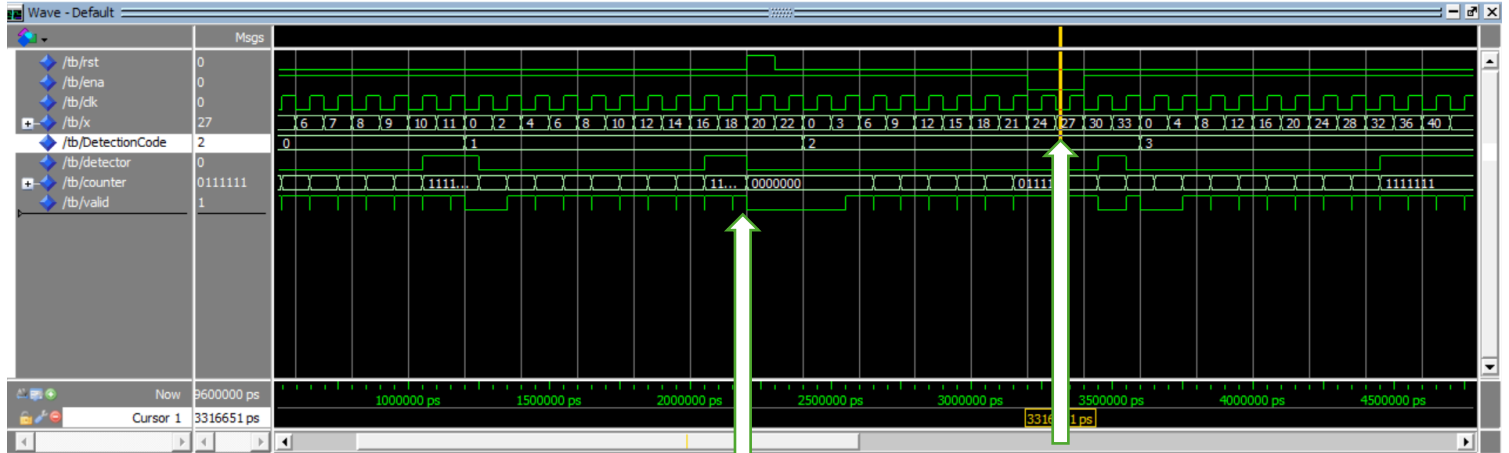 Wave - Default
Msgs
/tb/rst 0
/tb/ena 0
/tb/clk 0
/tb/x 27 6 7 8 9 10 11 0 2 4 6 8 10 12 14 16 18 20 22 0 3 6 9 12 15 18 21 24 27 30 33 0 4 8 12 16 20 24 28 32 36 40
/tb/DetectionCode 2 0 1 2 3
/tb/detector 0
/tb/counter 0111111 1111... 11... 0000000 01111 1111111
/tb/valid 1
Now 9600000 ps 1000000 ps 1500000 ps 2000000 ps 2500000 ps 3000000 ps 3500000 ps 4000000 ps 4500000 ps
Cursor 1 3316651 ps 3316 1 ps